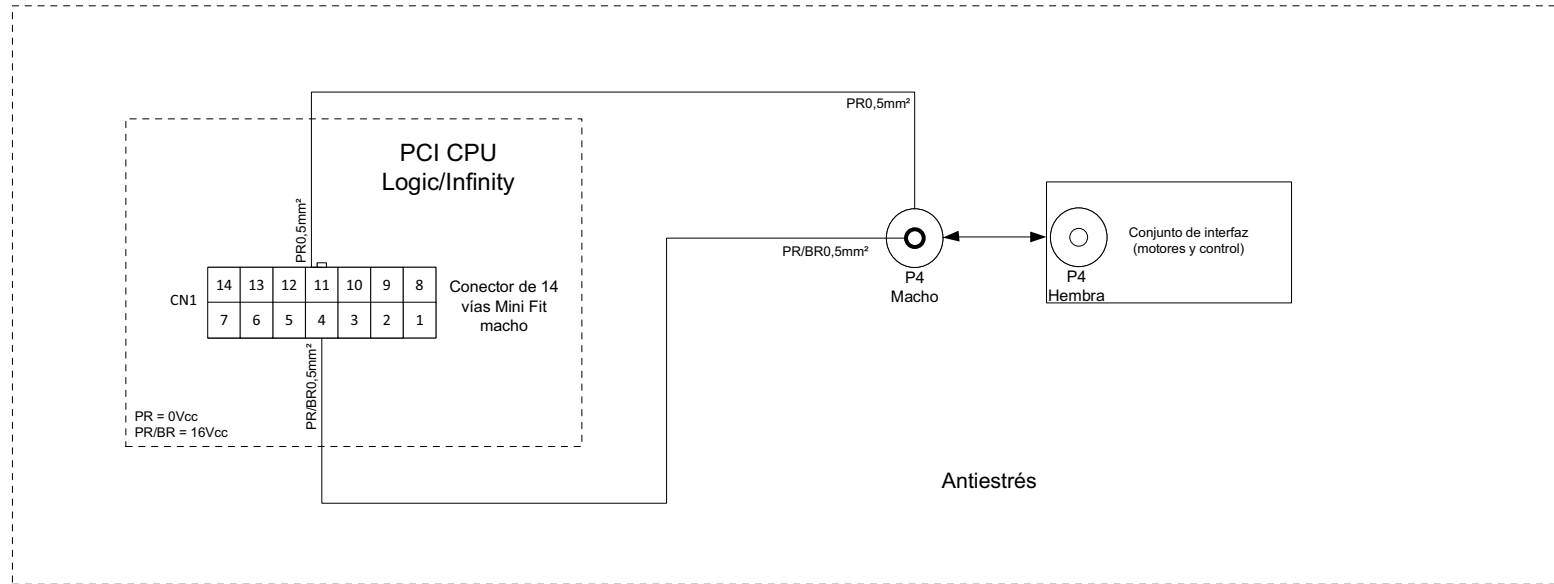 PR0,5mm²
PCI CPU
Logic/Infinity
PR0,5mm²
CN1
14 13 12 11 10 9 8
7 6 5 4 3 2 1
Conector de 14
vías Mini Fit
macho
PR/BR0,5mm²
PR = 0Vcc
PR/BR = 16Vcc
PR/BR0,5mm²
P4
Macho
P4
Hembra
Conjunto de interfaz
(motores y control)
Antiestrés